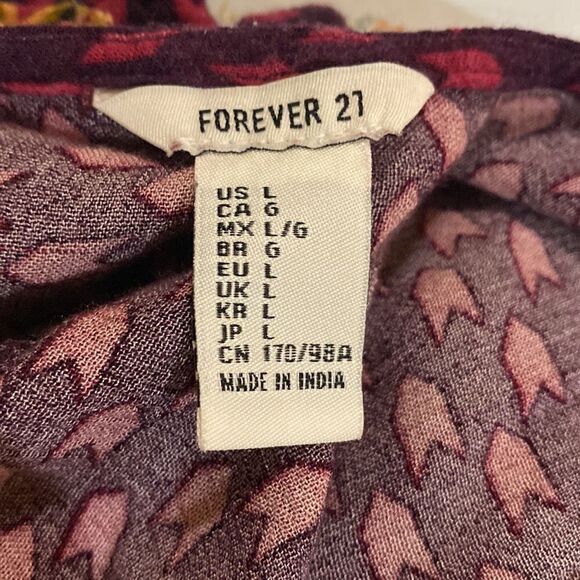 FOREVER 21
US L
CA G
MX L/G
BR G
EU L
UK L
KR L
JP L
CN 170/98A
MADE IN INDIA